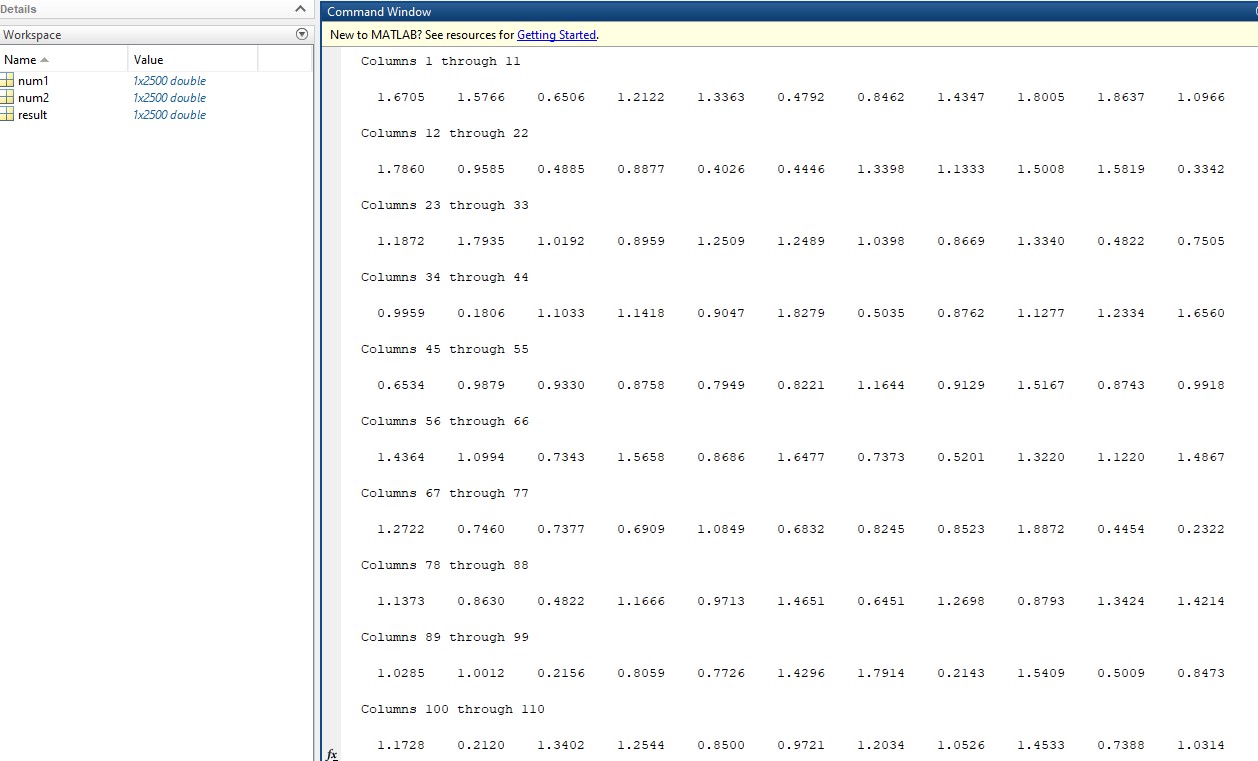 Details
Workspace
Name Value
num1 1x2500 double
num2 1x2500 double
result 1x2500 double
Command Window
New to MATLAB? See resources for Getting Started.
Columns 1 through 11
1.6705 1.5766 0.6506 1.2122 1.3363 0.4792 0.8462 1.4347 1.8005 1.8637 1.0966
Columns 12 through 22
1.7860 0.9585 0.4885 0.8877 0.4026 0.4446 1.3398 1.1333 1.5008 1.5819 0.3342
Columns 23 through 33
1.1872 1.7935 1.0192 0.8959 1.2509 1.2489 1.0398 0.8669 1.3340 0.4822 0.7505
Columns 34 through 44
0.9959 0.1806 1.1033 1.1418 0.9047 1.8279 0.5035 0.8762 1.1277 1.2334 1.6560
Columns 45 through 55
0.6534 0.9879 0.9330 0.8758 0.7949 0.8221 1.1644 0.9129 1.5167 0.8743 0.9918
Columns 56 through 66
1.4364 1.0994 0.7343 1.5658 0.8686 1.6477 0.7373 0.5201 1.3220 1.1220 1.4867
Columns 67 through 77
1.2722 0.7460 0.7377 0.6909 1.0849 0.6832 0.8245 0.8523 1.8872 0.4454 0.2322
Columns 78 through 88
1.1373 0.8630 0.4822 1.1666 0.9713 1.4651 0.6451 1.2698 0.8793 1.3424 1.4214
Columns 89 through 99
1.0285 1.0012 0.2156 0.8059 0.7726 1.4296 1.7914 0.2143 1.5409 0.5009 0.8473
Columns 100 through 110
fx 1.1728 0.2120 1.3402 1.2544 0.8500 0.9721 1.2034 1.0526 1.4533 0.7388 1.0314